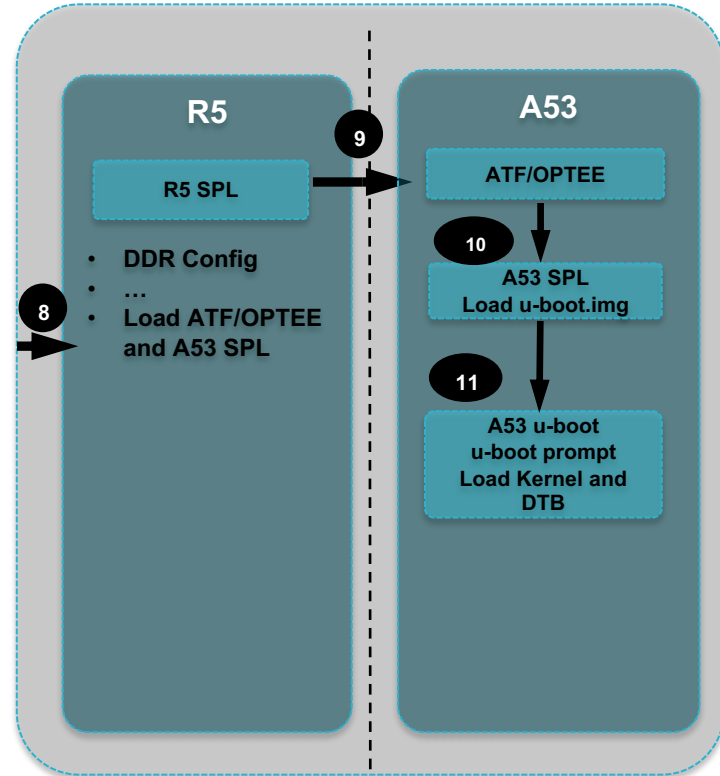 R5
R5 SPL
• DDR Config
• …
• Load ATF/OPTEE
and A53 SPL
8
9
A53
ATF/OPTEE
10
A53 SPL
Load u-boot.img
11
A53 u-boot
u-boot prompt
Load Kernel and
DTB